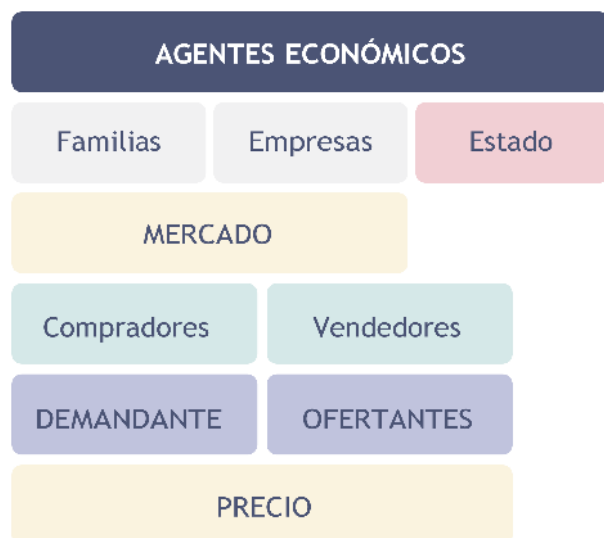 AGENTES ECONÓMICOS
Familias Empresas Estado
MERCADO
Compradores Vendedores
DEMANDANTE OFERTANTES
PRECIO